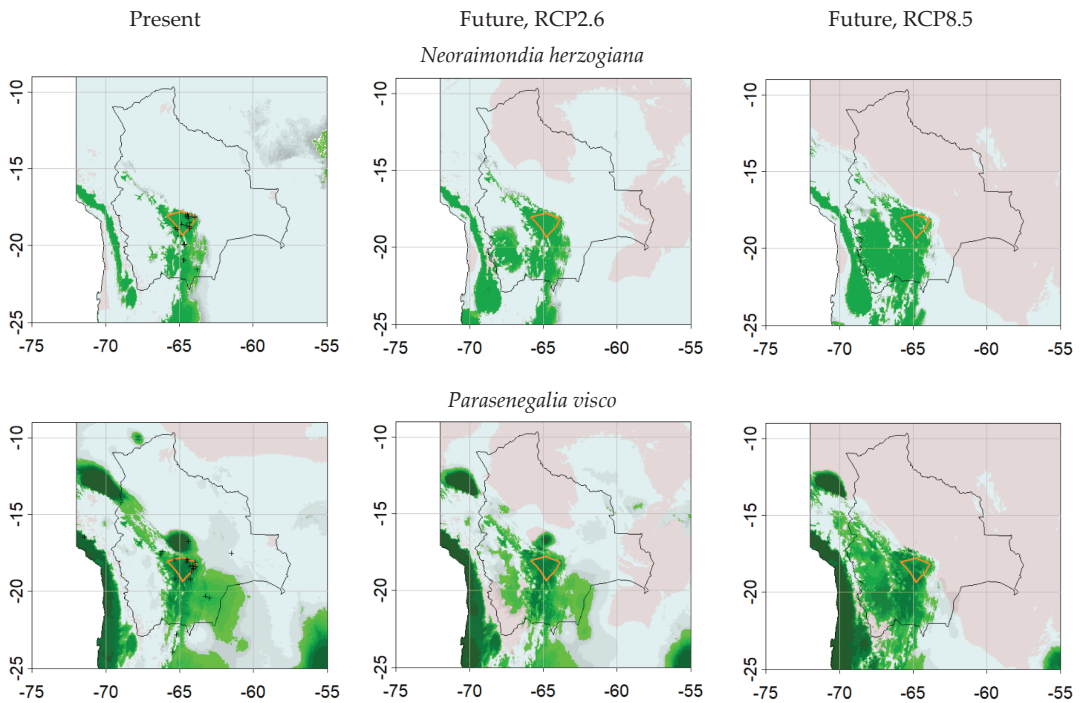 Present Future, RCP2.6 Future, RCP8.5
Neoraimondia herzogiana
-10 -10 -10
-15 -15 -15
-20 -20 -20
-25 -25 -25
-75 -70 -65 -60 -55 -75 -70 -65 -60 -55 -75 -70 -65 -60 -55
Parasenegalia visco
-10 -10 -10
-15 -15 -15
-20 -20 -20
-25 -25 -25
-75 -70 -65 -60 -55 -75 -70 -65 -60 -55 -75 -70 -65 -60 -55